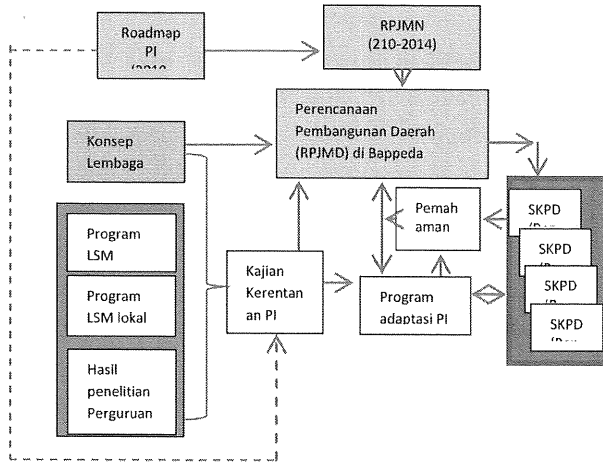 Roadmap
PI
RPJMN
(210-2014)
Perencanaan
Pembangunan Daerah
(RPJMD) di Bappeda
Konsep
Lembaga
Program
LSM
Program
LSM lokal
Hasil
penelitian
Perguruan
Kajian
Kerentan
an PI
Pemah
aman
Program
adaptasi PI
SKPD
SKPD
SKPD
SKPD